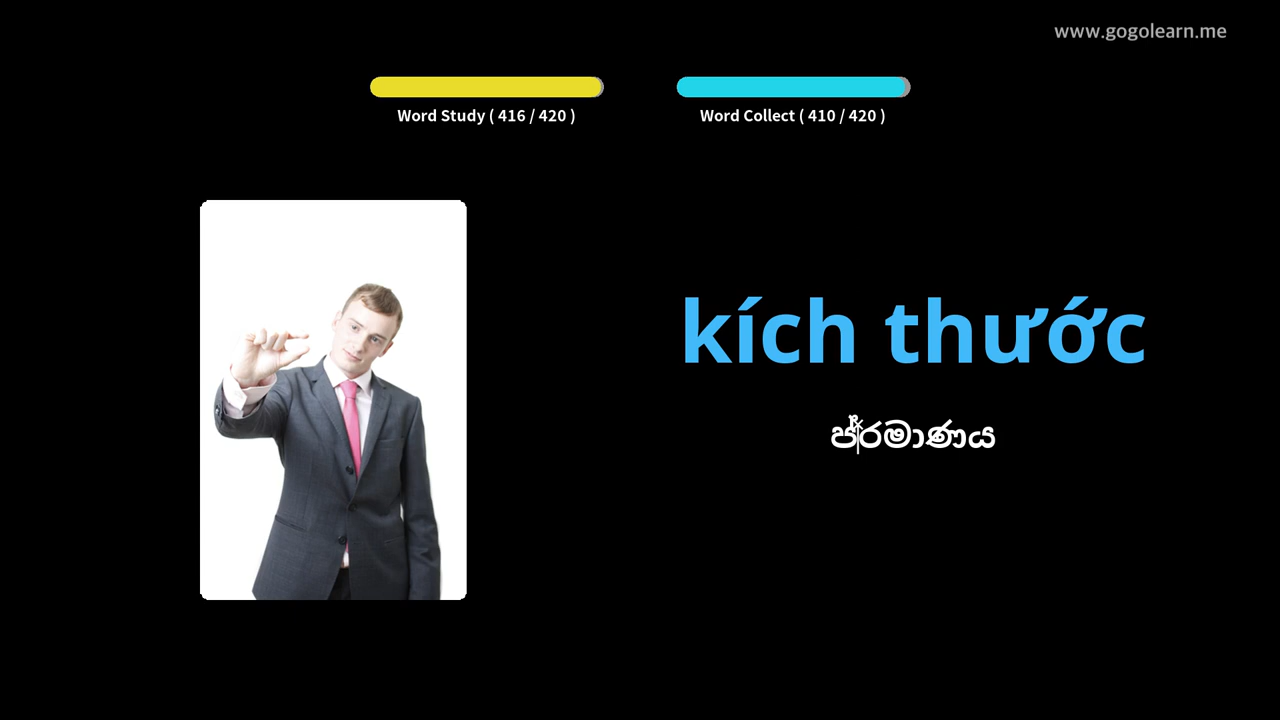 www.gogolearn.me
Word Study ( 416 / 420 )
Word Collect ( 410 / 420 )
kích thước
ප්‍රමාණය